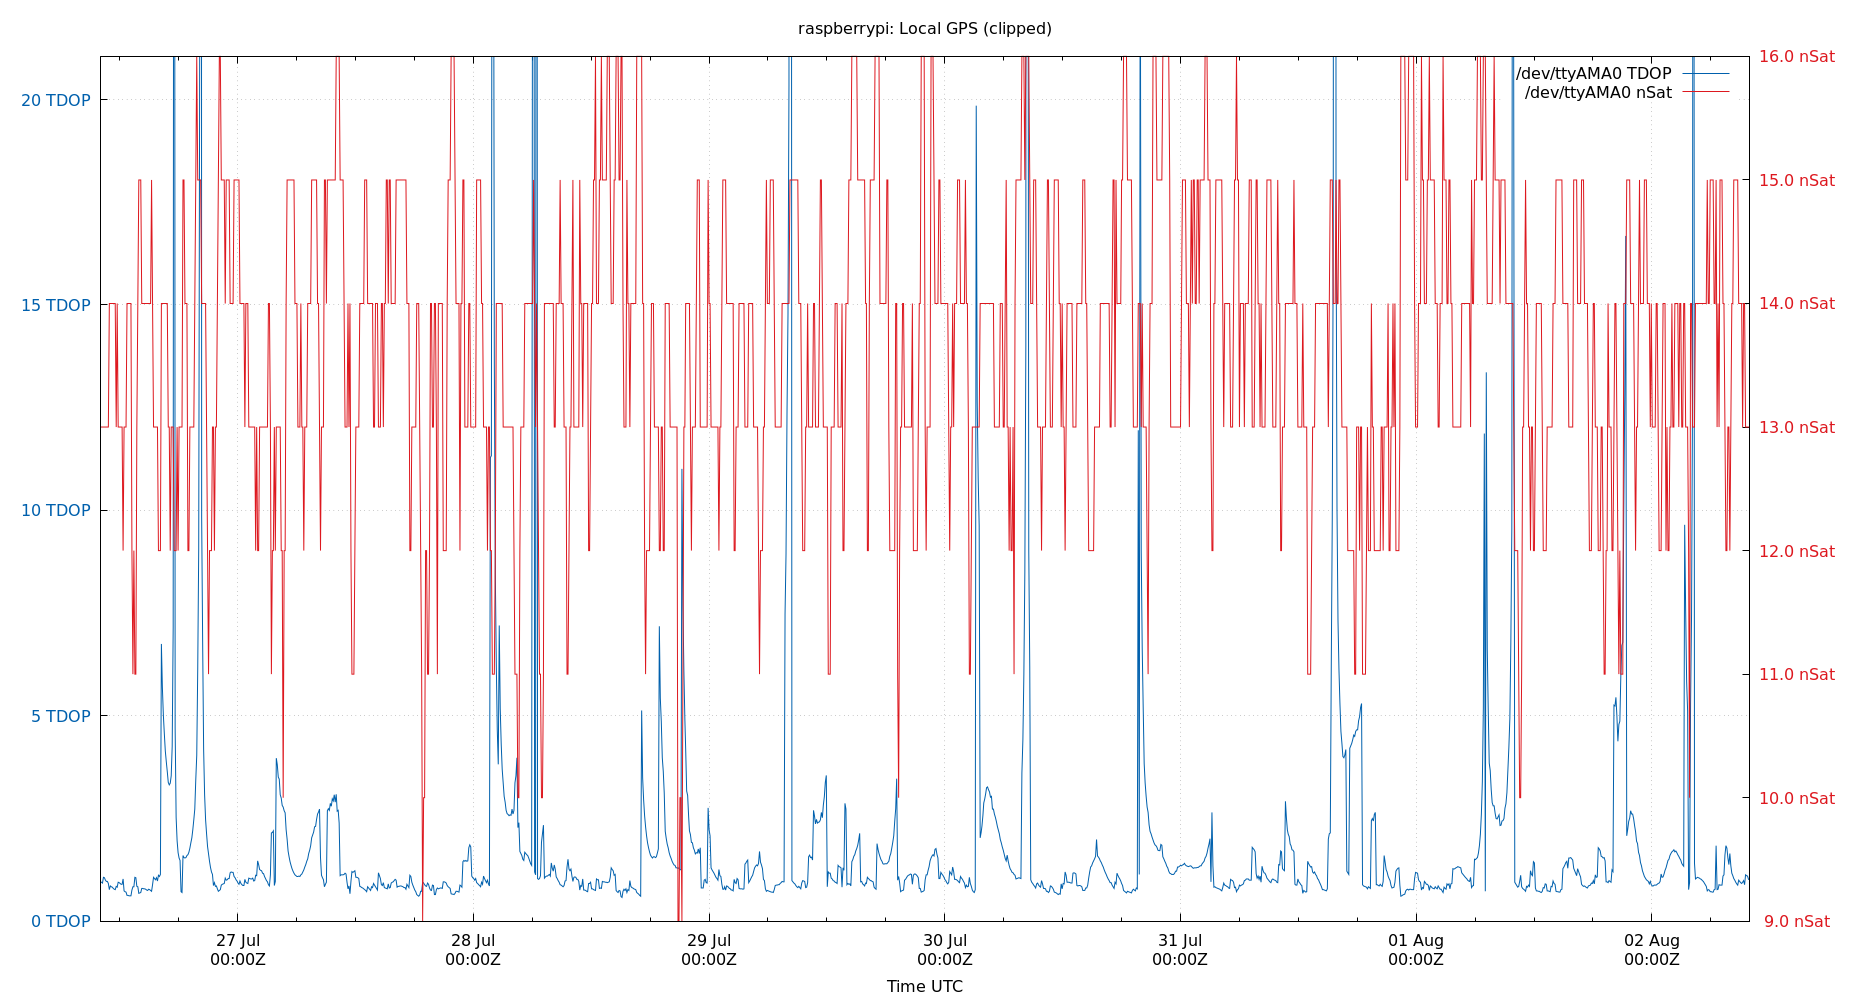 raspberrypi: Local GPS (clipped)
16.0 nSat
/dev/ttyAMA0 TDOP
/dev/ttyAMA0 nSat
20 TDOP
15.0 nSat
15 TDOP
14.0 nSat
13.0 nSat
10 TDOP
12.0 nSat
11.0 nSat
5 TDOP
10.0 nSat
0 TDOP
9.0 nSat
27 Jul 28 Jul 29 Jul 30 Jul 31 Jul 01 Aug 02 Aug
00:00Z 00:00Z 00:00Z 00:00Z 00:00Z 00:00Z 00:00Z
Time UTC